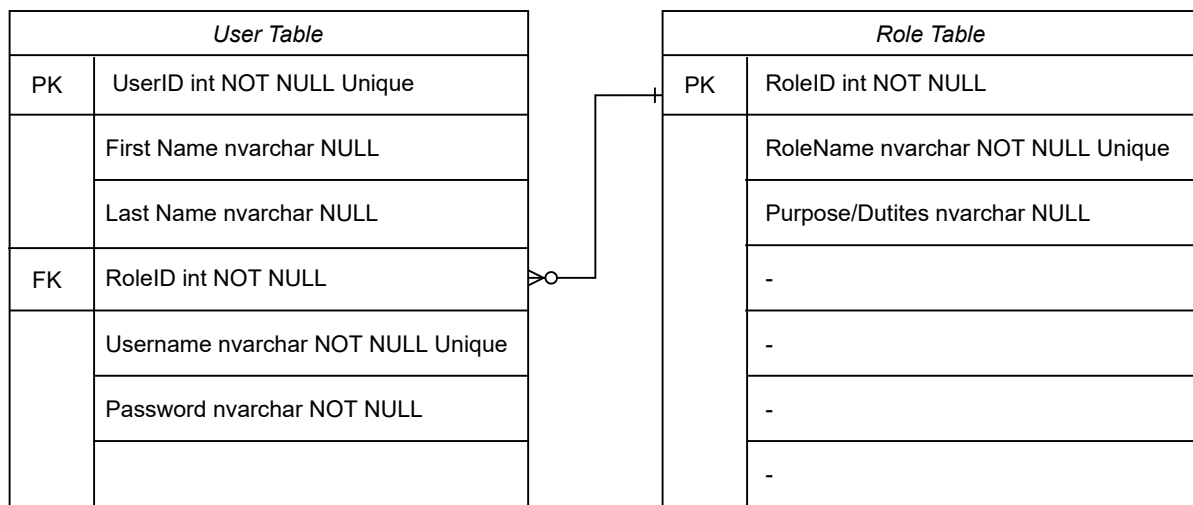 User Table
PK
UserID int NOT NULL Unique
First Name nvarchar NULL
Last Name nvarchar NULL
FK
RoleID int NOT NULL
Username nvarchar NOT NULL Unique
Password nvarchar NOT NULL
Role Table
PK
RoleID int NOT NULL
RoleName nvarchar NOT NULL Unique
Purpose/Dutites nvarchar NULL
-
-
-
-